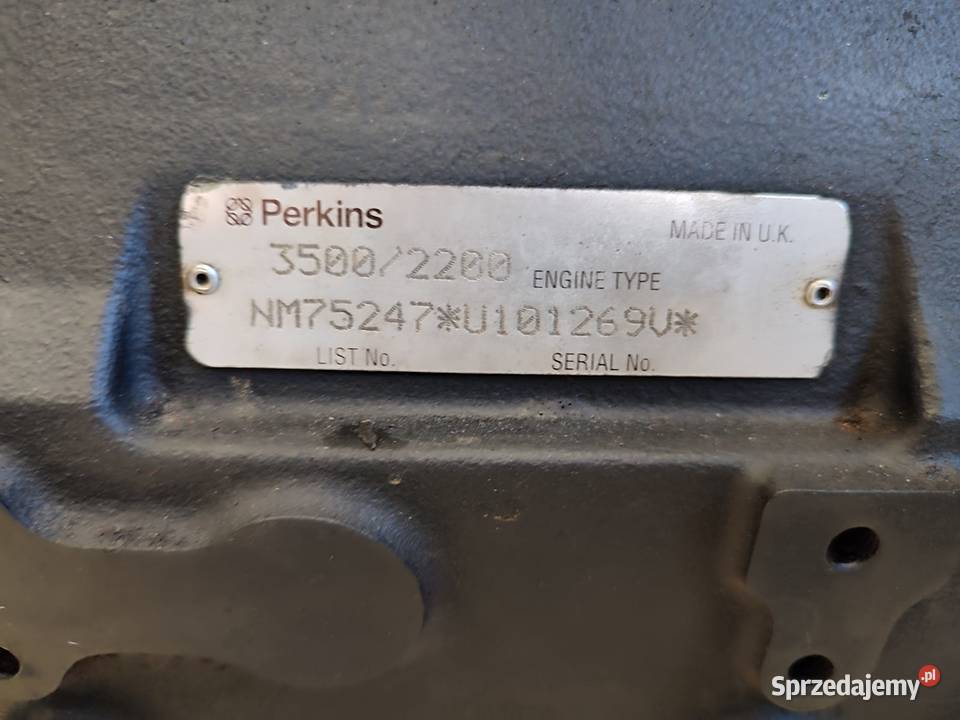 Perkins
MADE IN U.K.
3500/2200 ENGINE TYPE
NM75247*U101269V*
LIST No. SERIAL No.
Sprzedajemy.pl